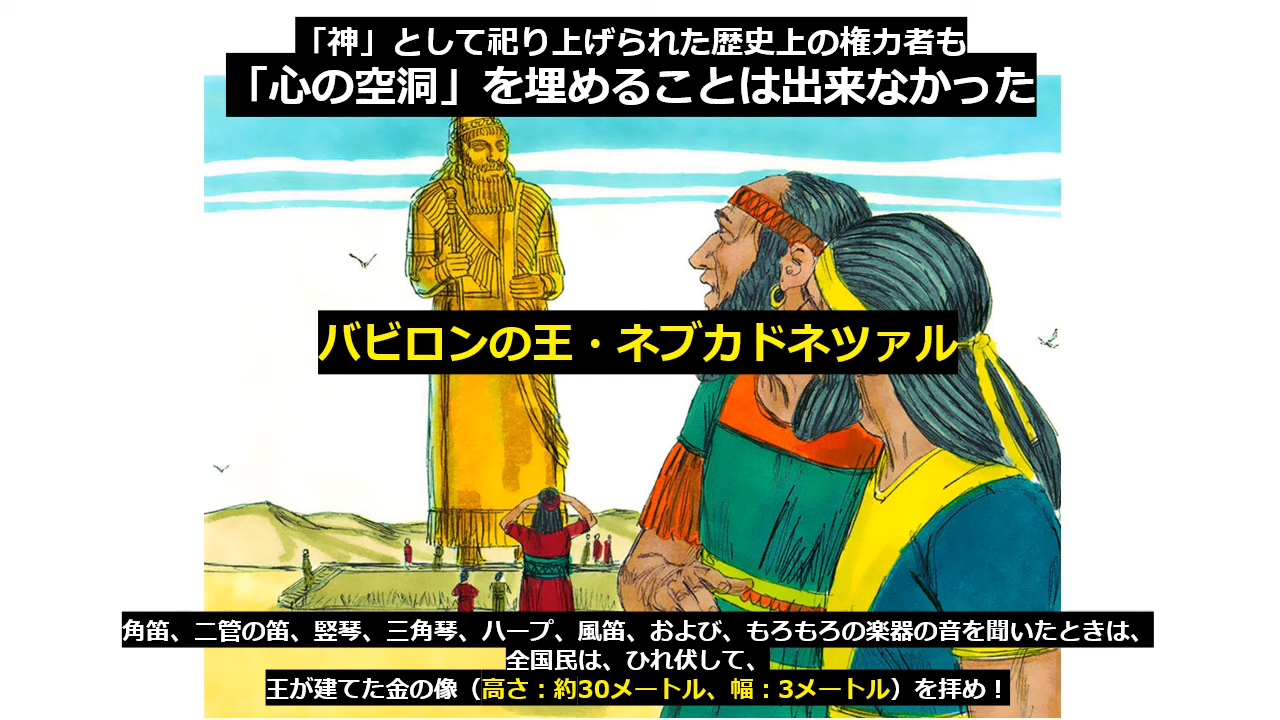 「神」として祀り上げられた歴史上の権力者も
「心の空洞」を埋めることは出来なかった
バビロンの王・ネブカドネツァル
角笛、二管の笛、竪琴、三角琴、ハープ、風笛、および、もろもろの楽器の音を聞いたときは、
全国民は、ひれ伏して、
王が建てた金の像（高さ：約30メートル、幅：3メートル）を拝め！